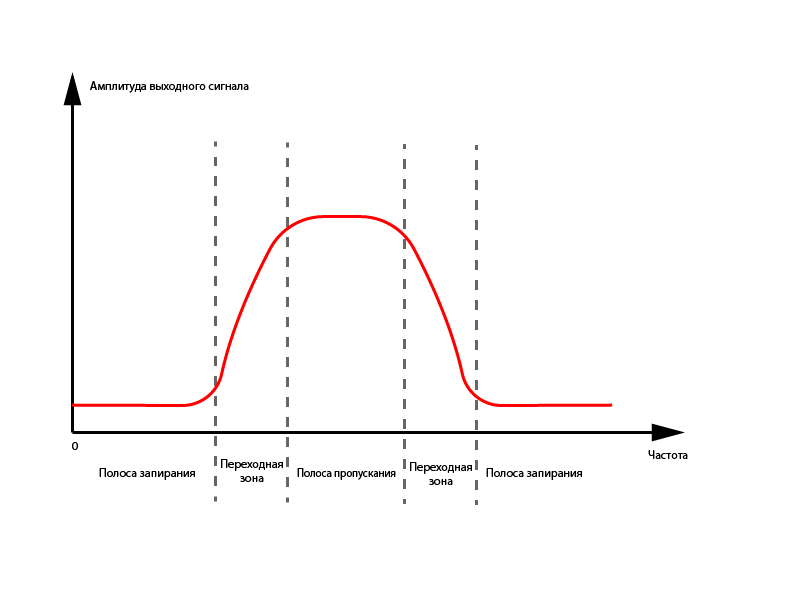 Амплитуда выходного сигнала
0
Частота
Полоса запирания
Переходная
зона
Полоса пропускания
Переходная
зона
Полоса запирания